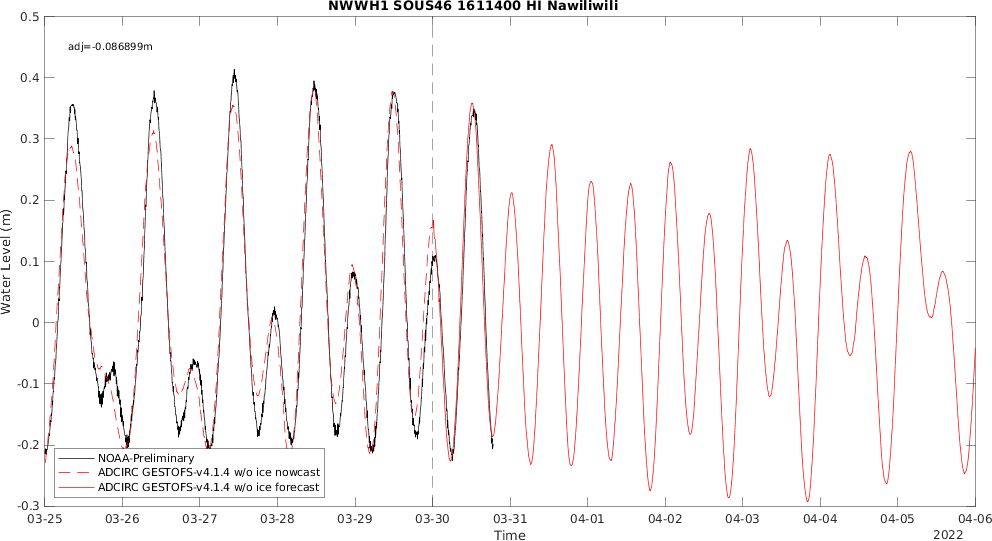 NWWH1 SOUS46 1611400 HI Nawiliwili
adj=-0.086899m
Water Level (m)
0.5
0.4
0.3
0.2
0.1
0
-0.1
-0.2
-0.3
NOAA-Preliminary
ADCIRC GESTOFS-v4.1.4 w/o ice nowcast
ADCIRC GESTOFS-v4.1.4 w/o ice forecast
03-25 03-26 03-27 03-28 03-29 03-30 03-31 04-01 04-02 04-03 04-04 04-05 04-06
Time
2022